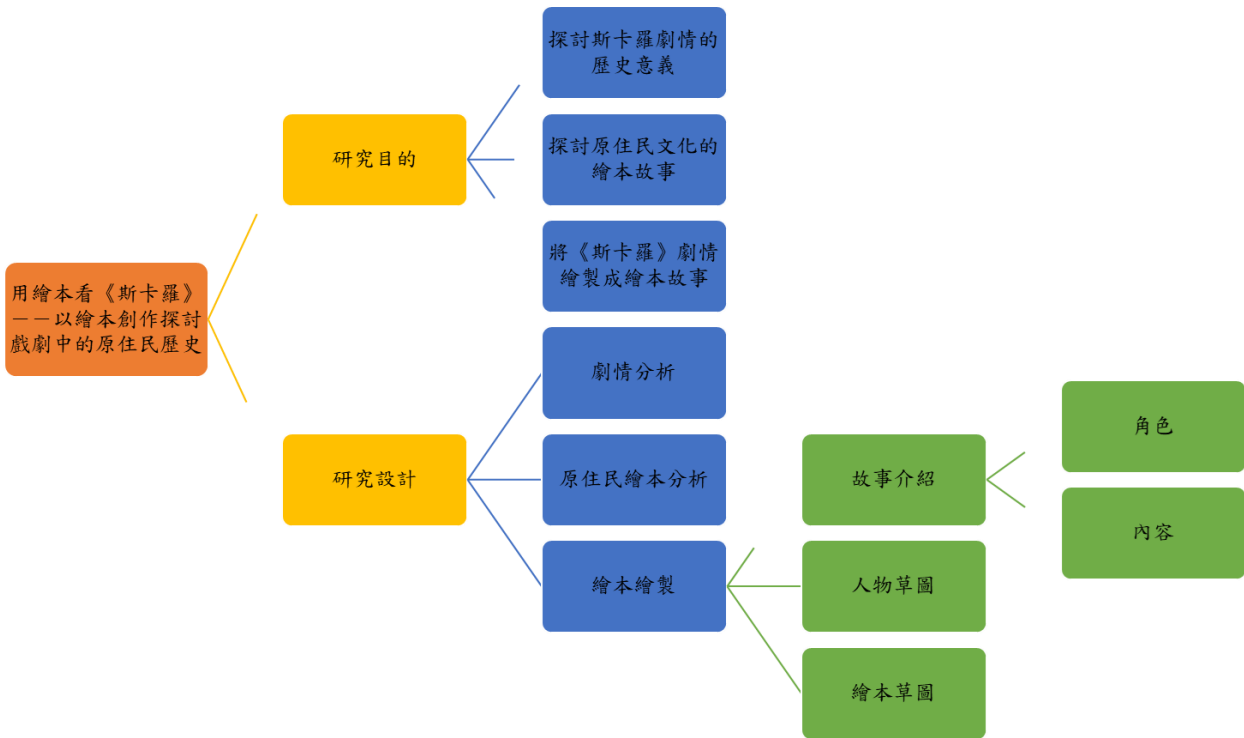 用繪本看《斯卡羅》
－－以繪本創作探討
戲劇中的原住民歷史
研究目的
探討斯卡羅劇情的
歷史意義
探討原住民文化的
繪本故事
將《斯卡羅》劇情
繪製成繪本故事
研究設計
劇情分析
原住民繪本分析
繪本繪製
故事介紹
角色
內容
人物草圖
繪本草圖